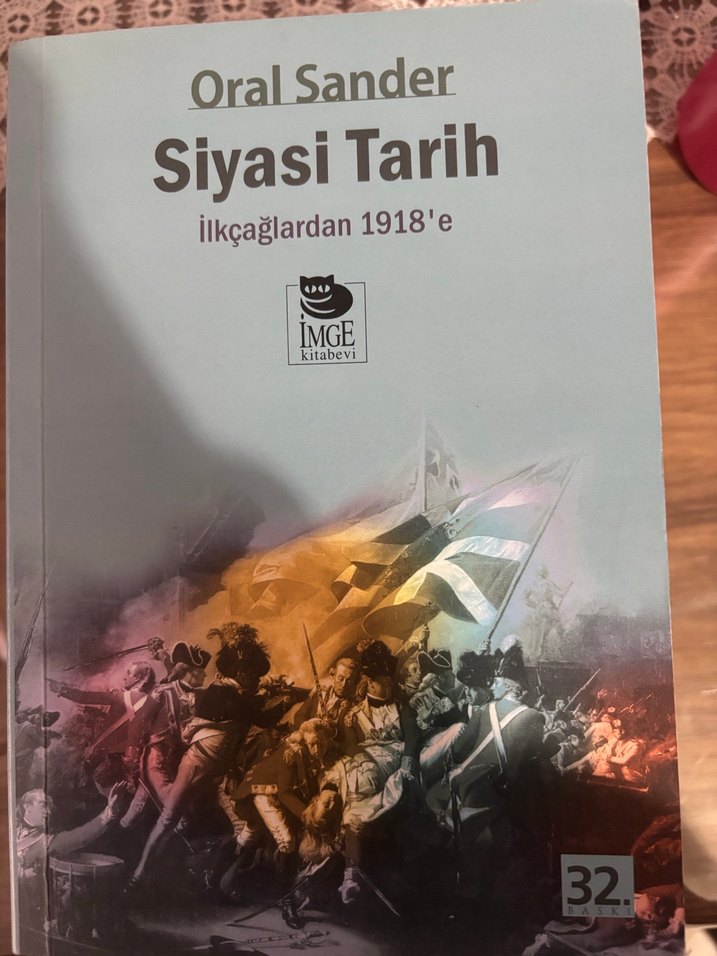 Oral Sander
Siyasi Tarih
İlkçağlardan 1918'e
İMGE
kitabevi
32.
BASKI